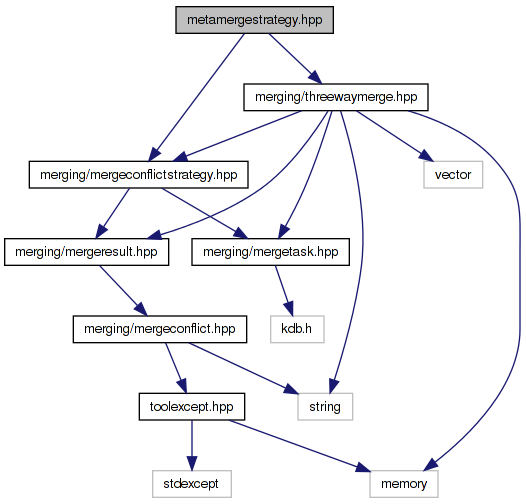 metamergestrategy.hpp
merging/threewaymerge.hpp
merging/mergeconflictstrategy.hpp
vector
merging/mergeresult.hpp
merging/mergetask.hpp
merging/mergeconflict.hpp
kdb.h
toolexcept.hpp
string
stdexcept
memory